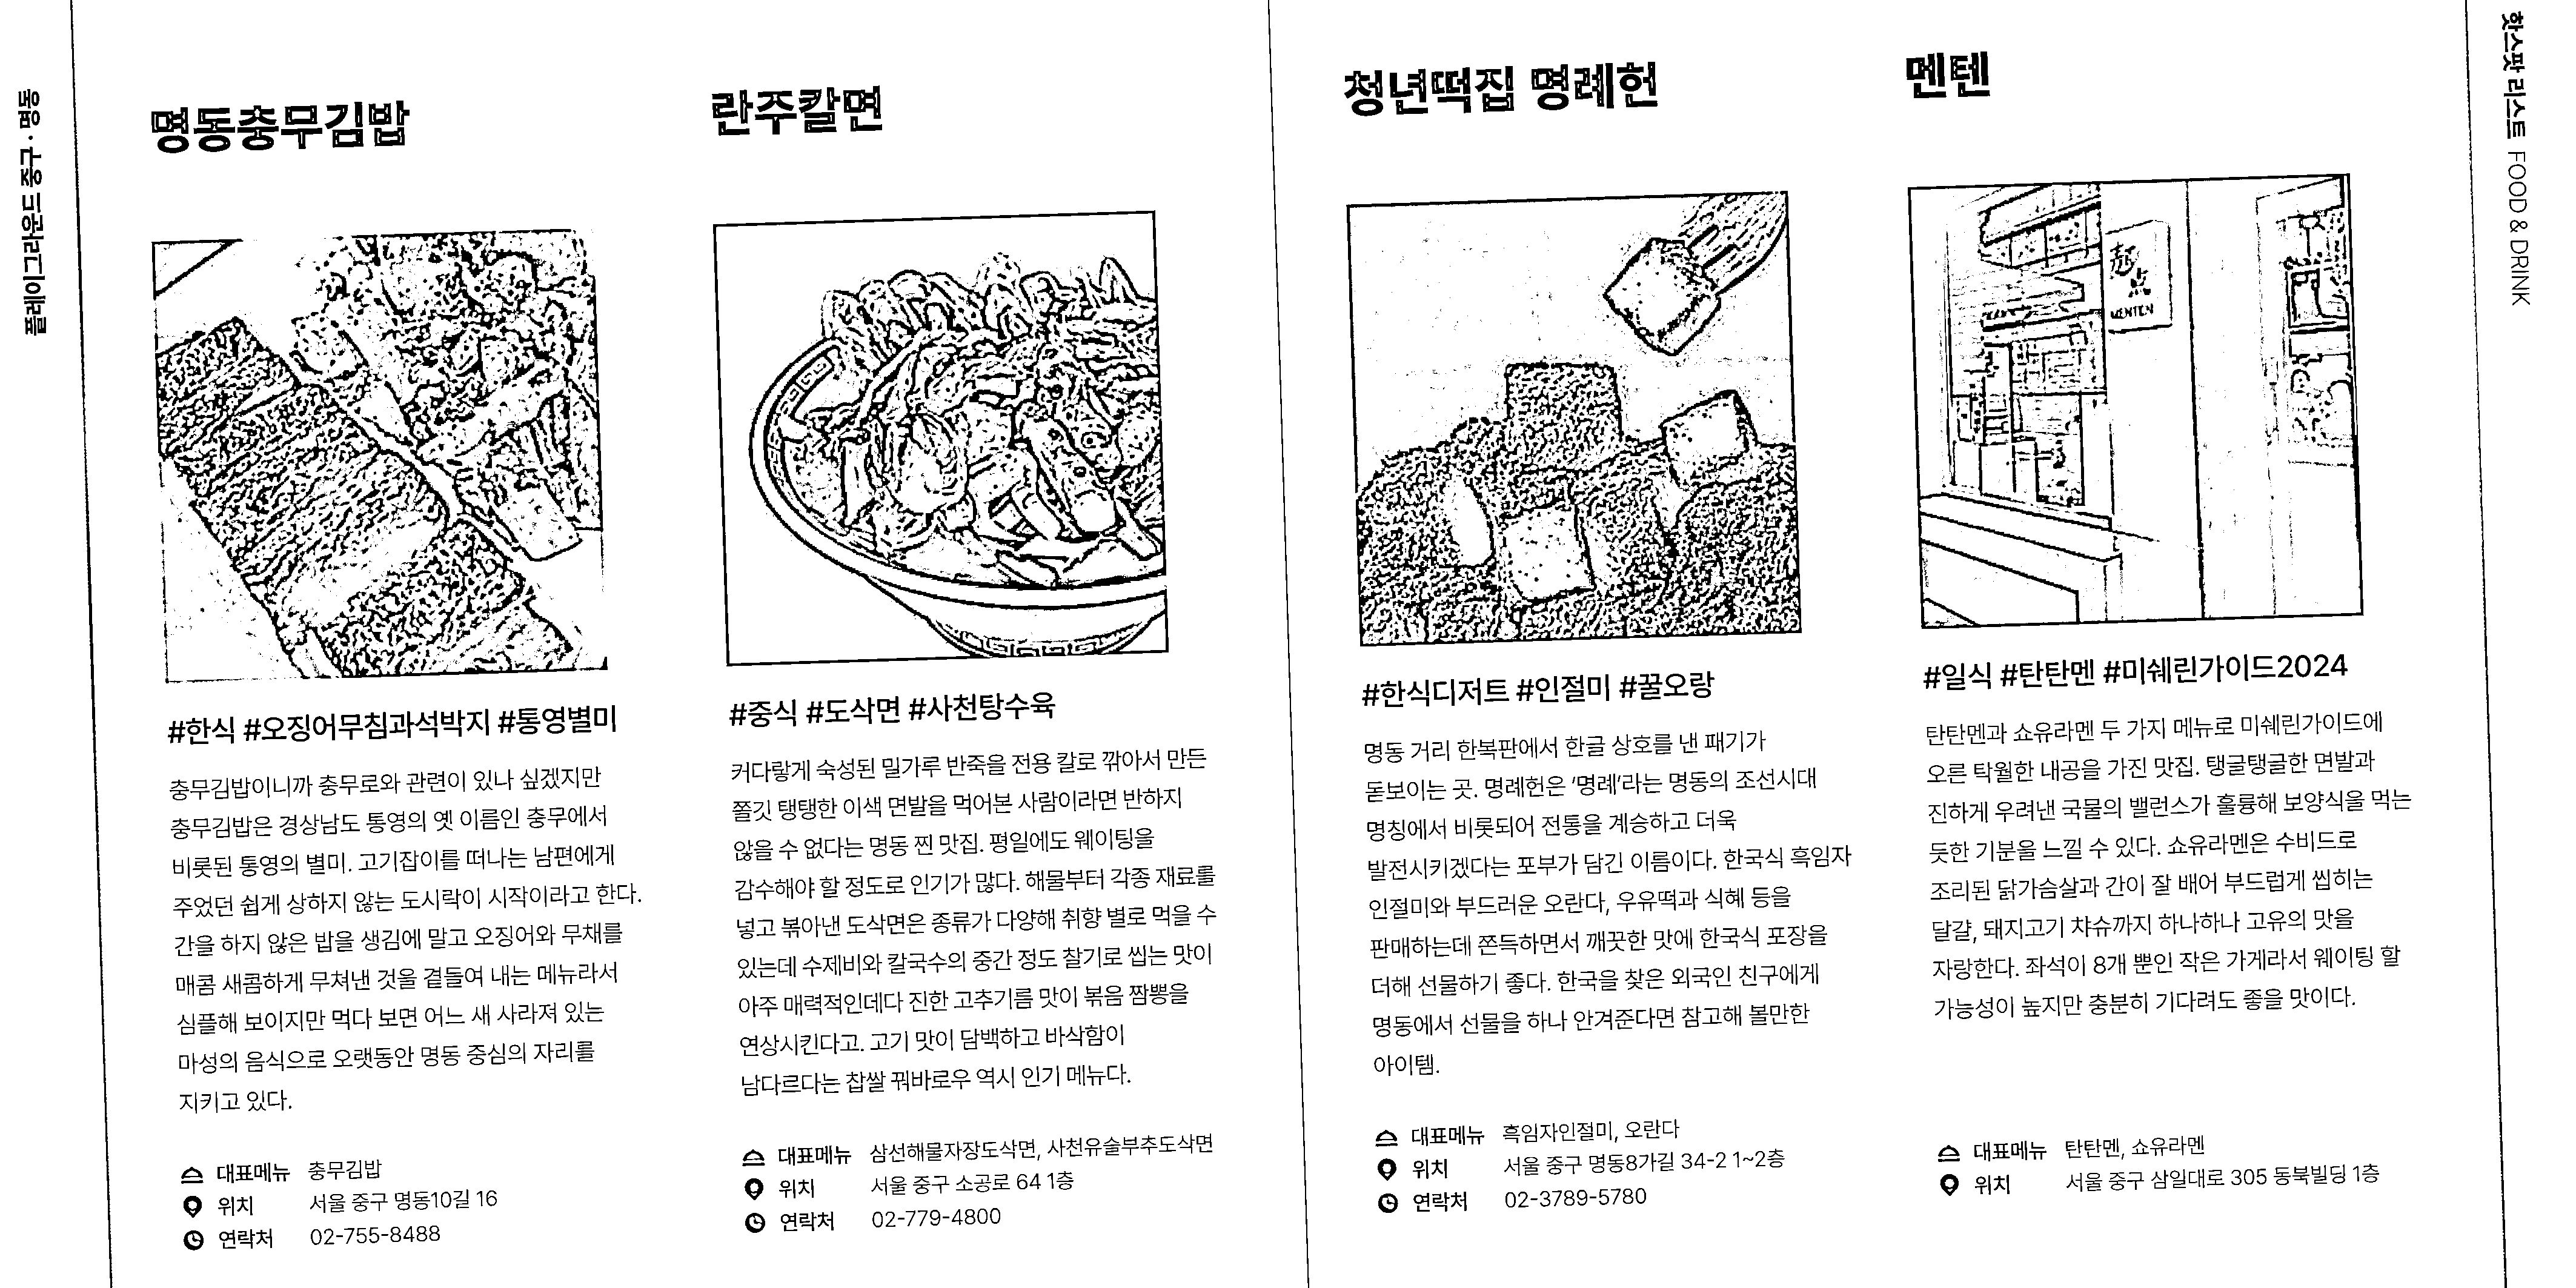 플레이그라운드 중구 · 명동
명동충무김밥
#한식 #오징어무침과석박지 #통영별미
충무김밥이니까 충무로와 관련이 있나 싶겠지만
충무김밥은 경상남도 통영의 옛 이름인 충무에서
비롯된 통영의 별미. 고기잡이를 떠나는 남편에게
주었던 쉽게 상하지 않는 도시락이 시작이라고 한다.
간을 하지 않은 밥을 생김에 말고 오징어와 무채를
매콤 새콤하게 무쳐낸 것을 곁들여 내는 메뉴라서
심플해 보이지만 먹다 보면 어느 새 사라져 있는
마성의 음식으로 오랫동안 명동 중심의 자리를
지키고 있다.
대표메뉴 충무김밥
위치 서울 중구 명동10길 16
연락처 02-755-8488
란주칼면
#중식 #도삭면 #사천탕수육
커다랗게 숙성된 밀가루 반죽을 전용 칼로 깎아서 만든
쫄깃 탱탱한 이색 면발을 먹어본 사람이라면 반하지
않을 수 없다는 명동 찐 맛집. 평일에도 웨이팅을
감수해야 할 정도로 인기가 많다. 해물부터 각종 재료를
넣고 볶아낸 도삭면은 종류가 다양해 취향 별로 먹을 수
있는데 수제비와 칼국수의 중간 정도 찰기로 씹는 맛이
아주 매력적인데다 진한 고추기름 맛이 볶음 짬뽕을
연상시킨다고. 고기 맛이 담백하고 바삭함이
남다르다는 찹쌀 꿔바로우 역시 인기 메뉴다.
대표메뉴 삼선해물자장도삭면, 사천유슬부추도삭면
위치 서울 중구 소공로 64 1층
연락처 02-779-4800
청년떡집 명례헌
#한식디저트 #인절미 #꿀오랑
명동 거리 한복판에서 한글 상호를 낸 패기가
돋보이는 곳. 명례헌은 ‘명례’라는 명동의 조선시대
명칭에서 비롯되어 전통을 계승하고 더욱
발전시키겠다는 포부가 담긴 이름이다. 한국식 흑임자
인절미와 부드러운 오란다, 우유떡과 식혜 등을
판매하는데 쫀득하면서 깨끗한 맛에 한국식 포장을
더해 선물하기 좋다. 한국을 찾은 외국인 친구에게
명동에서 선물을 하나 안겨준다면 참고해 볼만한
아이템.
대표메뉴 흑임자인절미, 오란다
위치 서울 중구 명동8가길 34-2 1~2층
연락처 02-3789-5780
멘텐
麺
点
MENTEN
#일식 #탄탄멘 #미쉐린가이드2024
탄탄멘과 쇼유라멘 두 가지 메뉴로 미쉐린가이드에
오른 탁월한 내공을 가진 맛집. 탱글탱글한 면발과
진하게 우려낸 국물의 밸런스가 훌륭해 보양식을 먹는
듯한 기분을 느낄 수 있다. 쇼유라멘은 수비드로
조리된 닭가슴살과 간이 잘 배어 부드럽게 씹히는
달걀, 돼지고기 차슈까지 하나하나 고유의 맛을
자랑한다. 좌석이 8개 뿐인 작은 가게라서 웨이팅 할
가능성이 높지만 충분히 기다려도 좋을 맛이다.
대표메뉴 탄탄멘, 쇼유라멘
위치 서울 중구 삼일대로 305 동북빌딩 1층
핫스팟 리스트 FOOD & DRINK